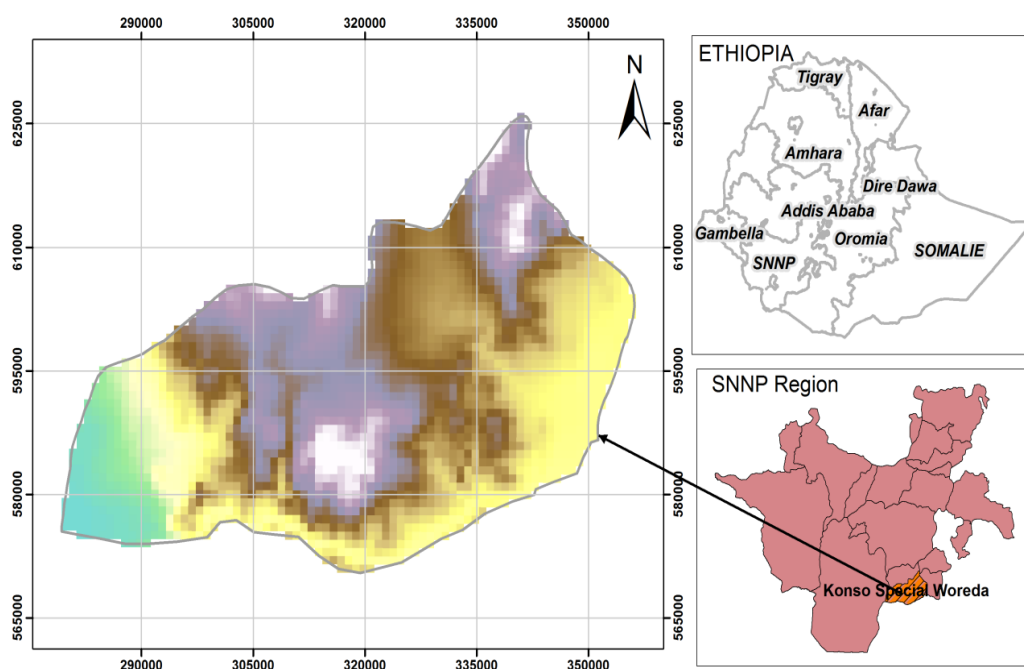 290000 305000 320000 335000 350000
N
625000 625000
610000 610000
595000 595000
580000 580000
565000 565000
290000 305000 320000 335000 350000
ETHIOPIA
Tigray
Afar
Amhara
Dire Dawa
Addis Ababa
Gambella
Oromia
SNNP
SOMALIE
SNNP Region
Konso Special Woreda